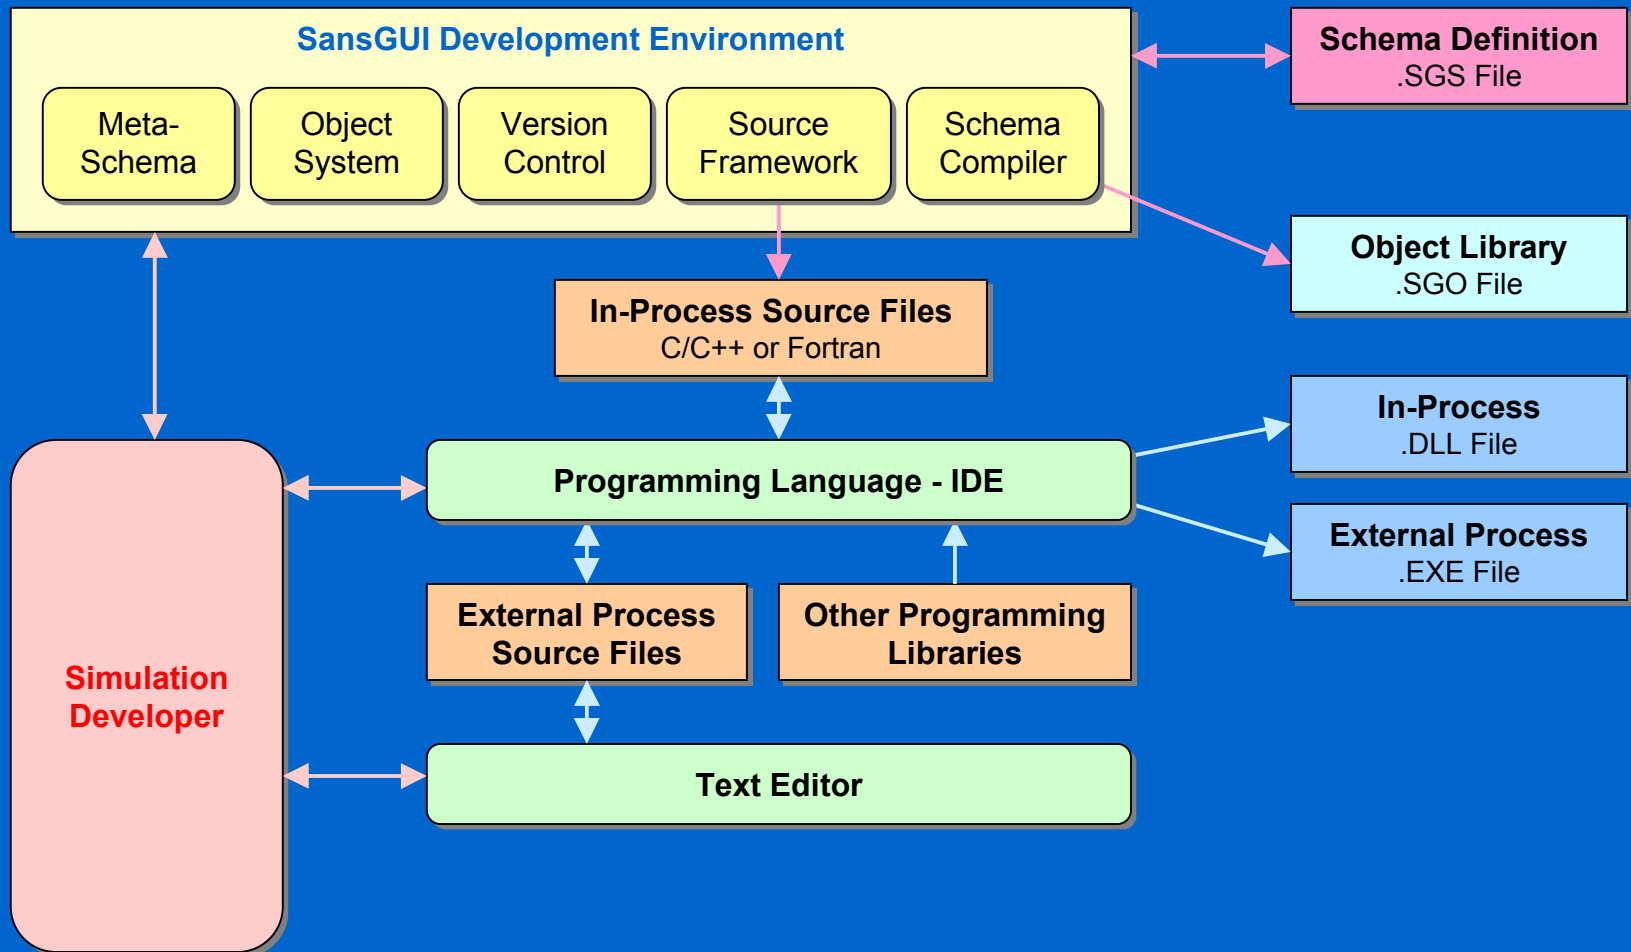 SansGUI Development Environment
Meta-
Schema
Object
System
Version
Control
Source
Framework
Schema
Compiler
Schema Definition
.SGS File
Object Library
.SGO File
In-Process Source Files
C/C++ or Fortran
In-Process
.DLL File
Programming Language - IDE
External Process
.EXE File
External Process
Source Files
Other Programming
Libraries
Simulation
Developer
Text Editor